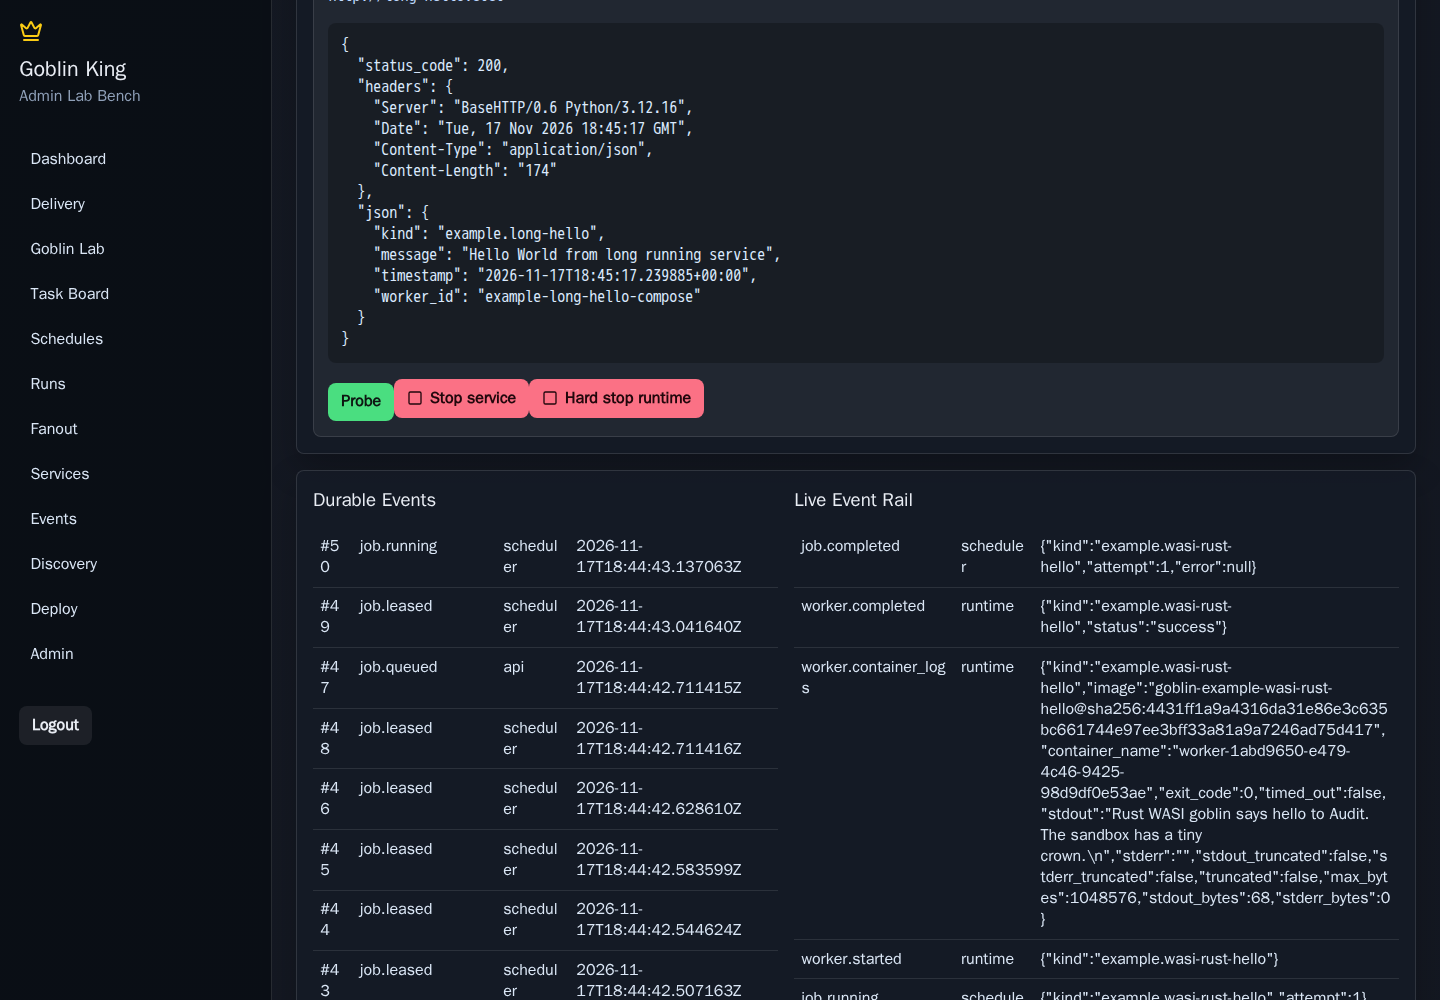 Goblin King
Admin Lab Bench
Dashboard
Delivery
Goblin Lab
Task Board
Schedules
Runs
Fanout
Services
Events
Discovery
Deploy
Admin
Logout
{
"status_code": 200,
"headers": {
"Server": "BaseHTTP/0.6 Python/3.12.16",
"Date": "Tue, 17 Nov 2026 18:45:17 GMT",
"Content-Type": "application/json",
"Content-Length": "174"
},
"json": {
"kind": "example.long-hello",
"message": "Hello World from long running service",
"timestamp": "2026-11-17T18:45:17.239885+00:00",
"worker_id": "example-long-hello-compose"
}
}
Probe
Stop service
Hard stop runtime
Durable Events
#5 job.running schedul 2026-11-
0 er 17T18:44:43.137063Z
#4 job.leased schedul 2026-11-
9 er 17T18:44:43.041640Z
#4 job.queued api 2026-11-
7 17T18:44:42.711415Z
#4 job.leased schedul 2026-11-
8 er 17T18:44:42.711416Z
#4 job.leased schedul 2026-11-
6 er 17T18:44:42.628610Z
#4 job.leased schedul 2026-11-
5 er 17T18:44:42.583599Z
#4 job.leased schedul 2026-11-
4 er 17T18:44:42.544624Z
#4 job.leased schedul 2026-11-
3 er 17T18:44:42.507163Z
Live Event Rail
job.completed schedule {"kind":"example.wasi-rust-
r hello","attempt":1,"error":null}
worker.completed runtime {"kind":"example.wasi-rust-
hello","status":"success"}
worker.container_log runtime {"kind":"example.wasi-rust-
s hello","image":"goblin-example-wasi-rust-
hello@sha256:4431ff1a9a4316da31e86e3c635
bc661744e97ee3bff33a81a9a7246ad75d417",
"container_name":"worker-1abd9650-e479-
4c46-9425-
98d9df0e53ae","exit_code":0,"timed_out":false,
"stdout":"Rust WASI goblin says hello to Audit.
The sandbox has a tiny
crown.\n","stderr":"","stdout_truncated":false,"s
tderr_truncated":false,"truncated":false,"max_byt
es":1048576,"stdout_bytes":68,"stderr_bytes":0
}
worker.started runtime {"kind":"example.wasi-rust-hello"}
job.running schedule {"kind":"example.wasi-rust-hello","attempt":1}